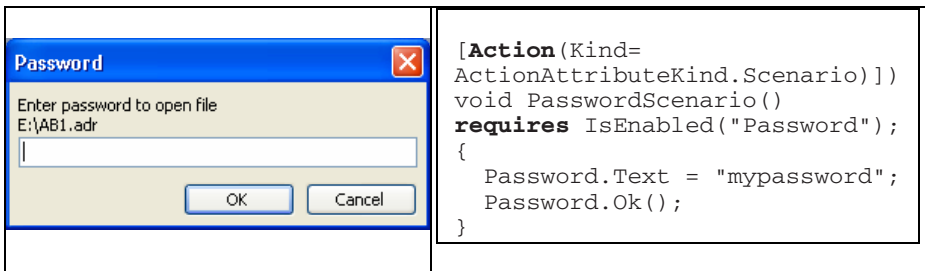 Password
Enter password to open file
E:\AB1.adr
OK
Cancel
[Action(Kind=
ActionAttributeKind.Scenario)])
void PasswordScenario()
requires IsEnabled("Password");
{
  Password.Text = "mypassword";
  Password.Ok();
}